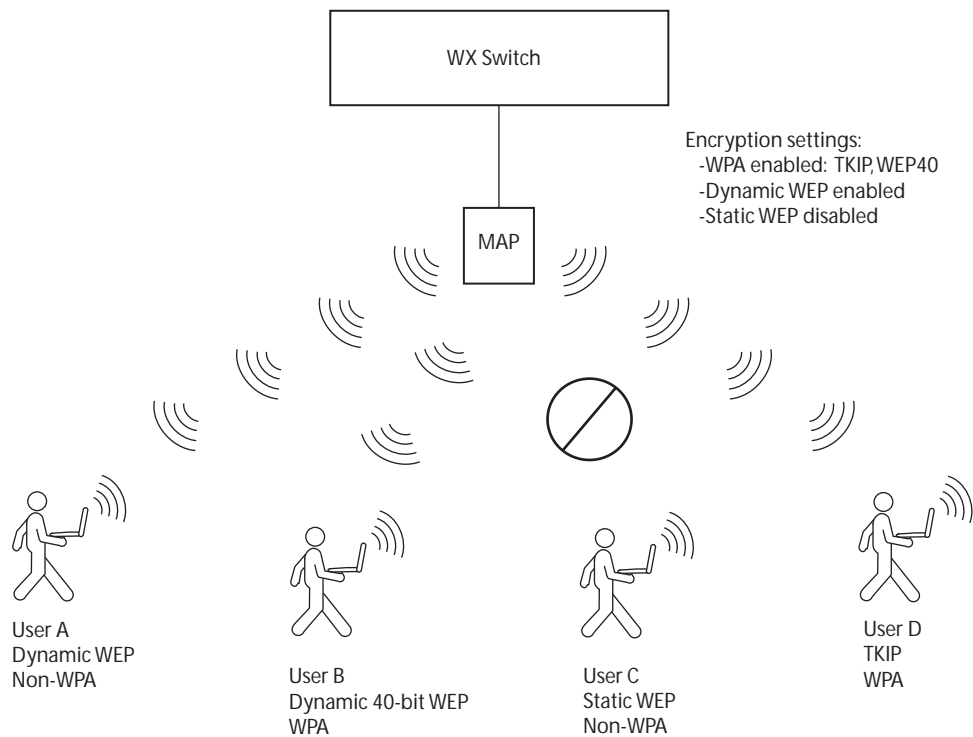 WX Switch
Encryption settings:
-WPA enabled: TKIP, WEP40
-Dynamic WEP enabled
-Static WEP disabled
MAP
User A
Dynamic WEP
Non-WPA
User B
Dynamic 40-bit WEP
WPA
User C
Static WEP
Non-WPA
User D
TKIP
WPA